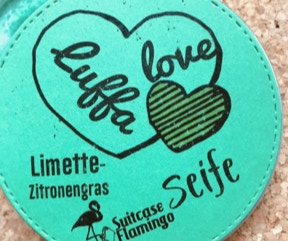 luffa love
Limette-
Zitronengras
Seife
Suitcase
Flamingo